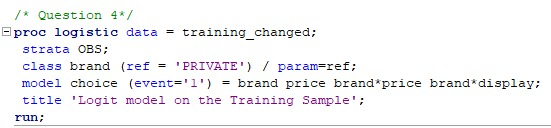 /* Question 4*/
proc logistic data = training_changed;
strata OBS;
class brand (ref = 'PRIVATE') / param=ref;
model choice (event='1') = brand price brand*price brand*display;
title 'Logit model on the Training Sample';
run;